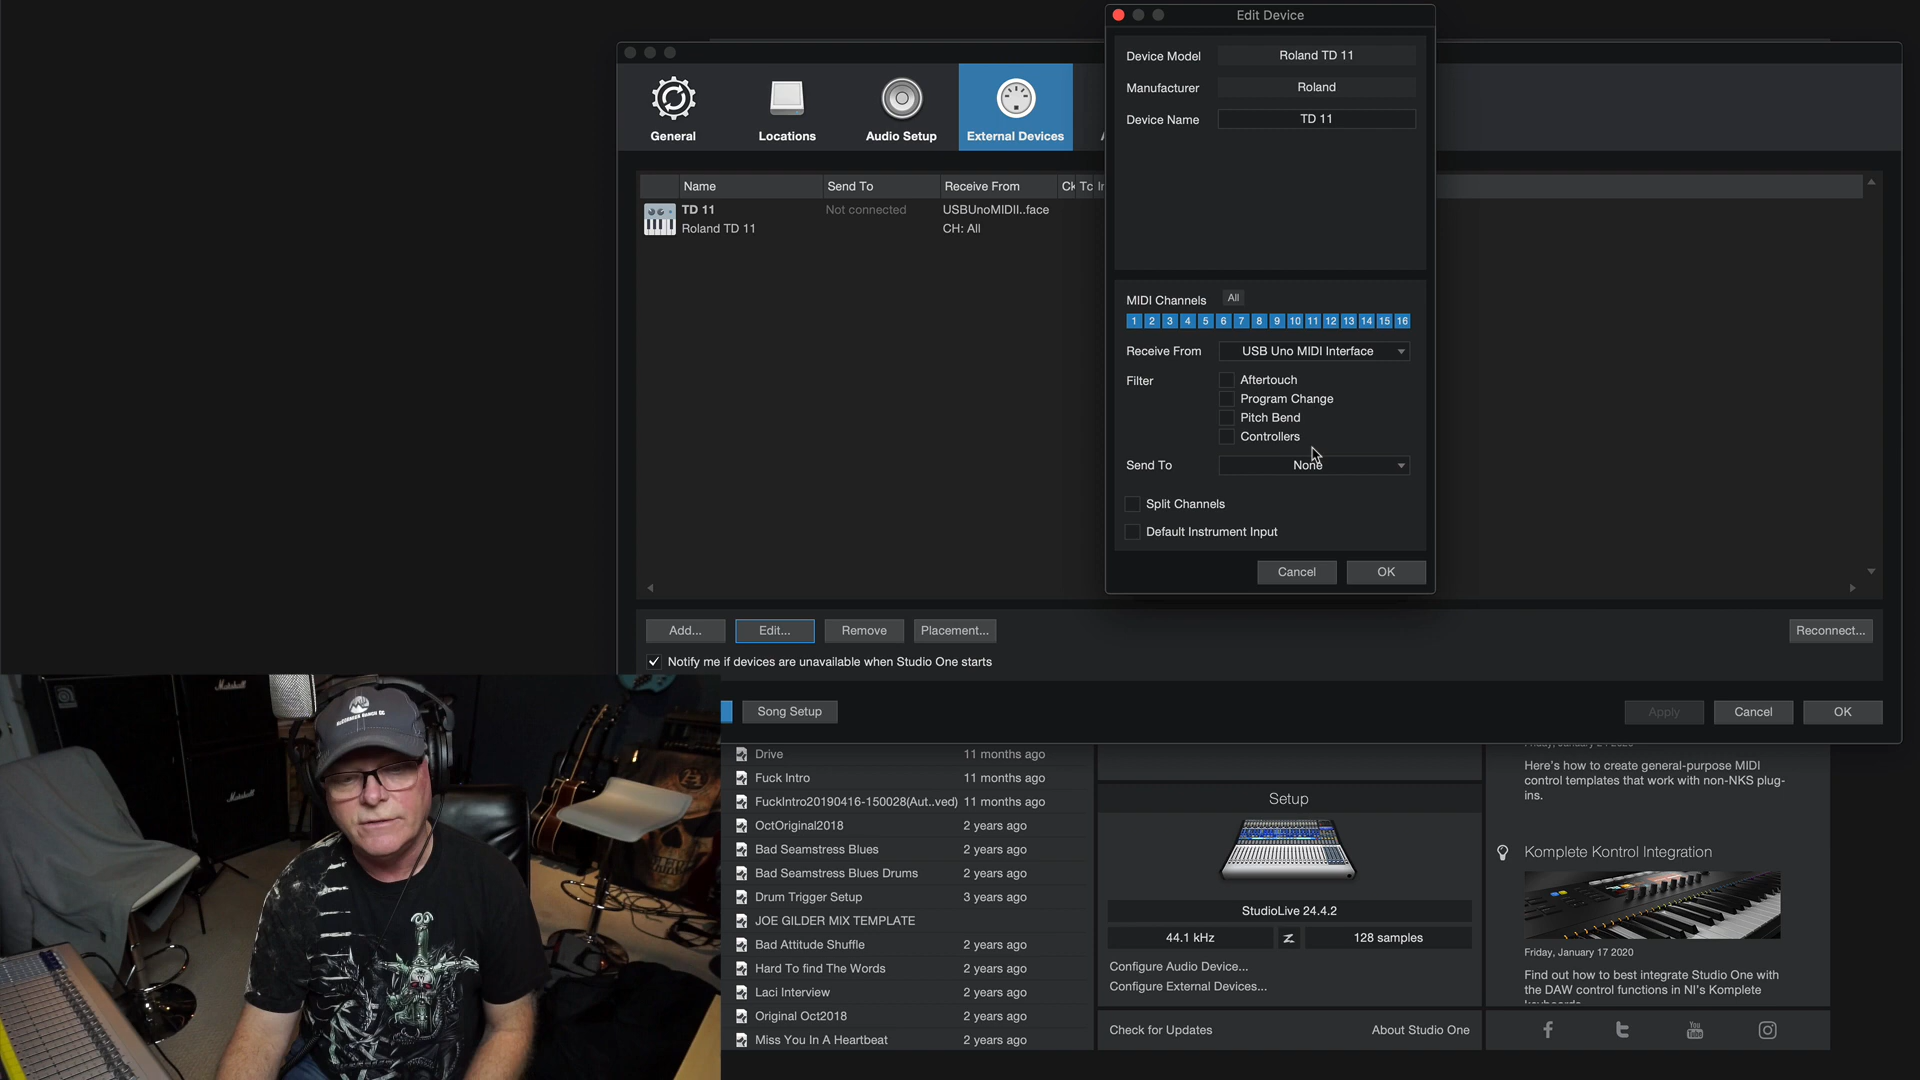 Edit Device
Device Model
Roland TD 11
Manufacturer
Roland
Device Name
TD 11
General
Locations
Audio Setup
External Devices
Name
Send To
Receive From
TD 11
Not connected
USBUnoMIDII..face
Roland TD 11
CH: All
MIDI Channels
All
1 2 3 4 5 6 7 8 9 10 11 12 13 14 15 16
Receive From
USB Uno MIDI Interface
Filter
Aftertouch
Program Change
Pitch Bend
Controllers
Send To
None
Split Channels
Default Instrument Input
Cancel
OK
Add...
Edit...
Remove
Placement...
Reconnect...
Notify me if devices are unavailable when Studio One starts
Song Setup
Apply
Cancel
OK
Drive 11 months ago
Fuck Intro 11 months ago
FuckIntro20190416-150028(Aut..ved) 11 months ago
OctOriginal2018 2 years ago
Bad Seamstress Blues 2 years ago
Bad Seamstress Blues Drums 2 years ago
Drum Trigger Setup 3 years ago
JOE GILDER MIX TEMPLATE
Bad Attitude Shuffle 2 years ago
Hard To find The Words 2 years ago
Laci Interview 2 years ago
Original Oct2018 2 years ago
Miss You In A Heartbeat 2 years ago
Setup
StudioLive 24.4.2
44.1 kHz
Z
128 samples
Configure Audio Device...
Configure External Devices...
Check for Updates
About Studio One
Here's how to create general-purpose MIDI
control templates that work with non-NKS plug-
ins.
Komplete Kontrol Integration
Friday, January 17 2020
Find out how to best integrate Studio One with
the DAW control functions in NI's Komplete
Marshall
Marshall